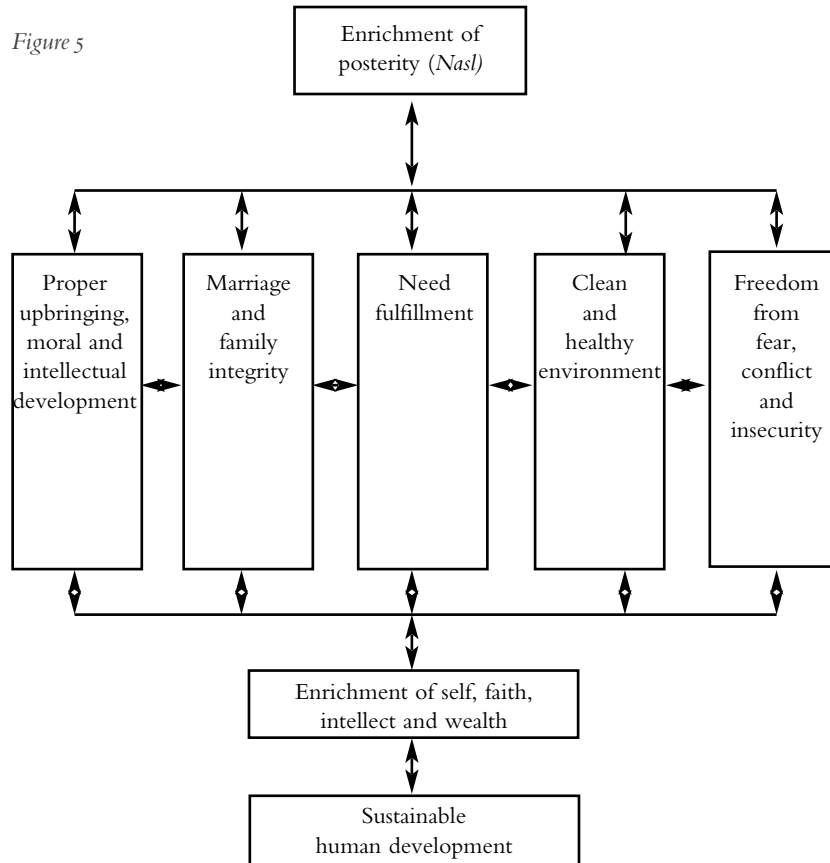 Figure 5
Enrichment of
posterity (Nasl)
Proper
upbringing,
moral and
intellectual
development
Marriage
and
family
integrity
Need
fulfillment
Clean
and
healthy
environment
Freedom
from
fear,
conflict
and
insecurity
Enrichment of self, faith,
intellect and wealth
Sustainable
human development